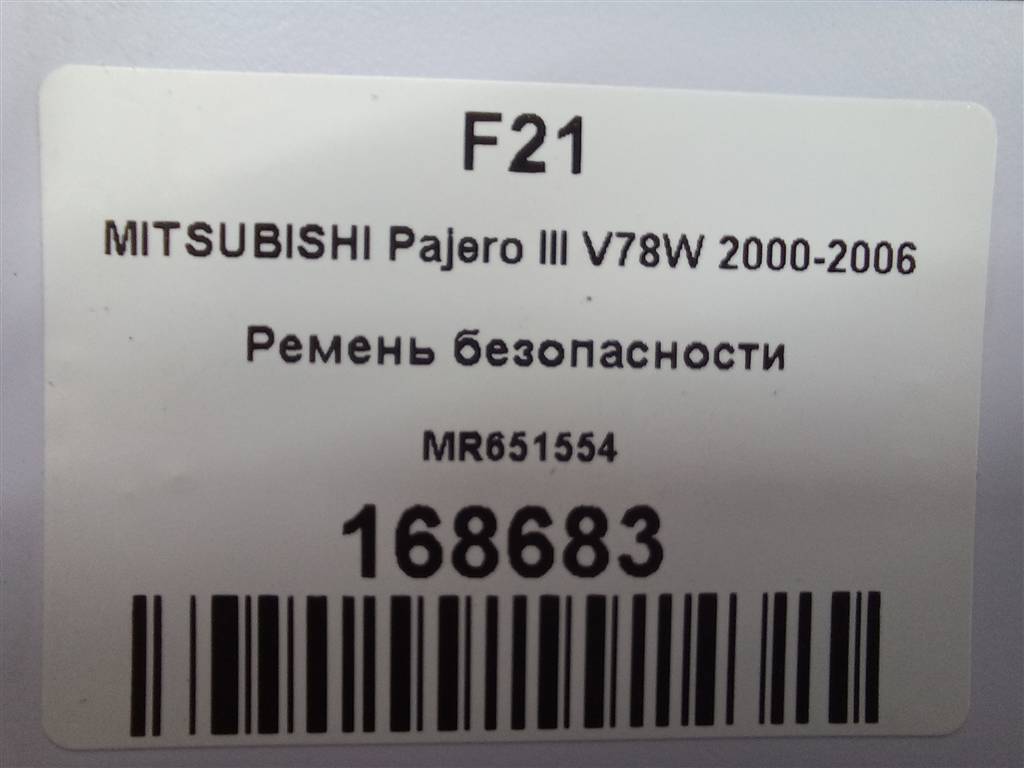 F21
MITSUBISHI Pajero III V78W 2000-2006
Ремень безопасности
MR651554
168683